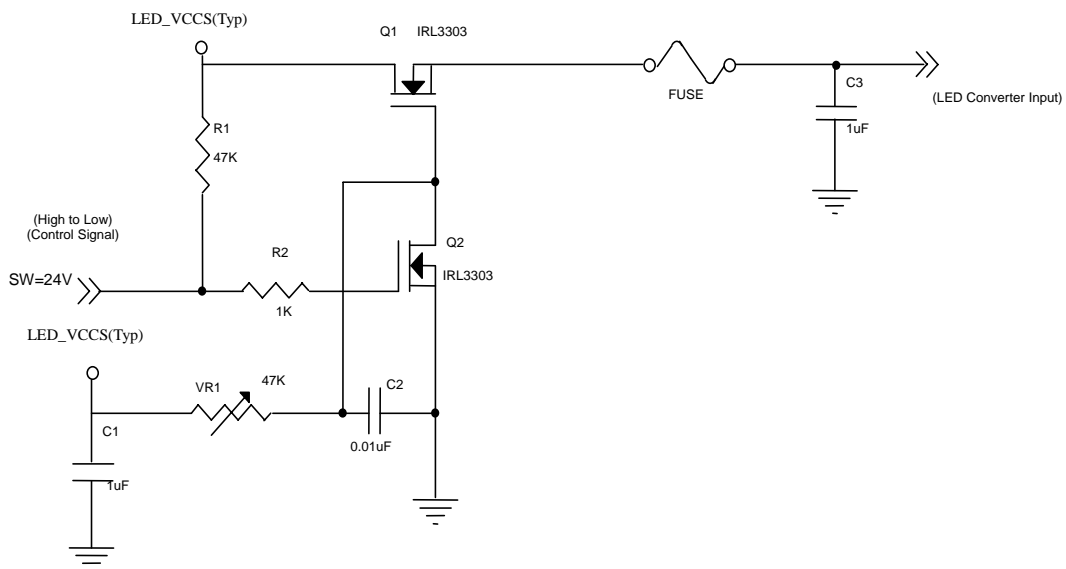 LED_VCCS(Typ)
Q1 IRL3303
FUSE
C3
1uF
(LED Converter Input)
R1
47K
(High to Low)
(Control Signal)
SW=24V
R2
1K
Q2
IRL3303
LED_VCCS(Typ)
VR1
47K
C2
0.01uF
C1
1uF